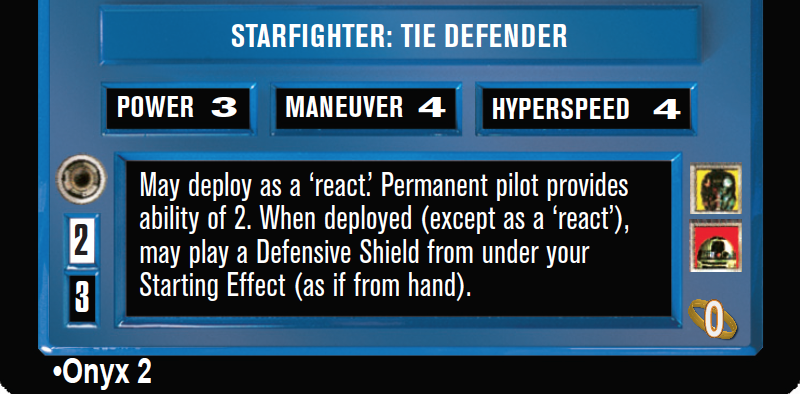 STARFIGHTER: TIE DEFENDER
POWER 3 MANEUVER 4 HYPERSPEED 4
May deploy as a ‘react.’ Permanent pilot provides
ability of 2. When deployed (except as a ‘react’),
may play a Defensive Shield from under your
Starting Effect (as if from hand).
2
3
0
•Onyx 2